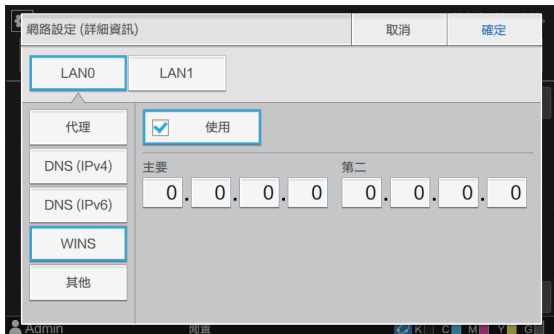 網路設定 (詳細資訊)
取消
確定
LAN0
LAN1
代理
DNS (IPv4)
DNS (IPv6)
WINS
其他
使用
主要
第二
0. 0. 0. 0
0. 0. 0. 0
Admin
閒置
K C M Y G